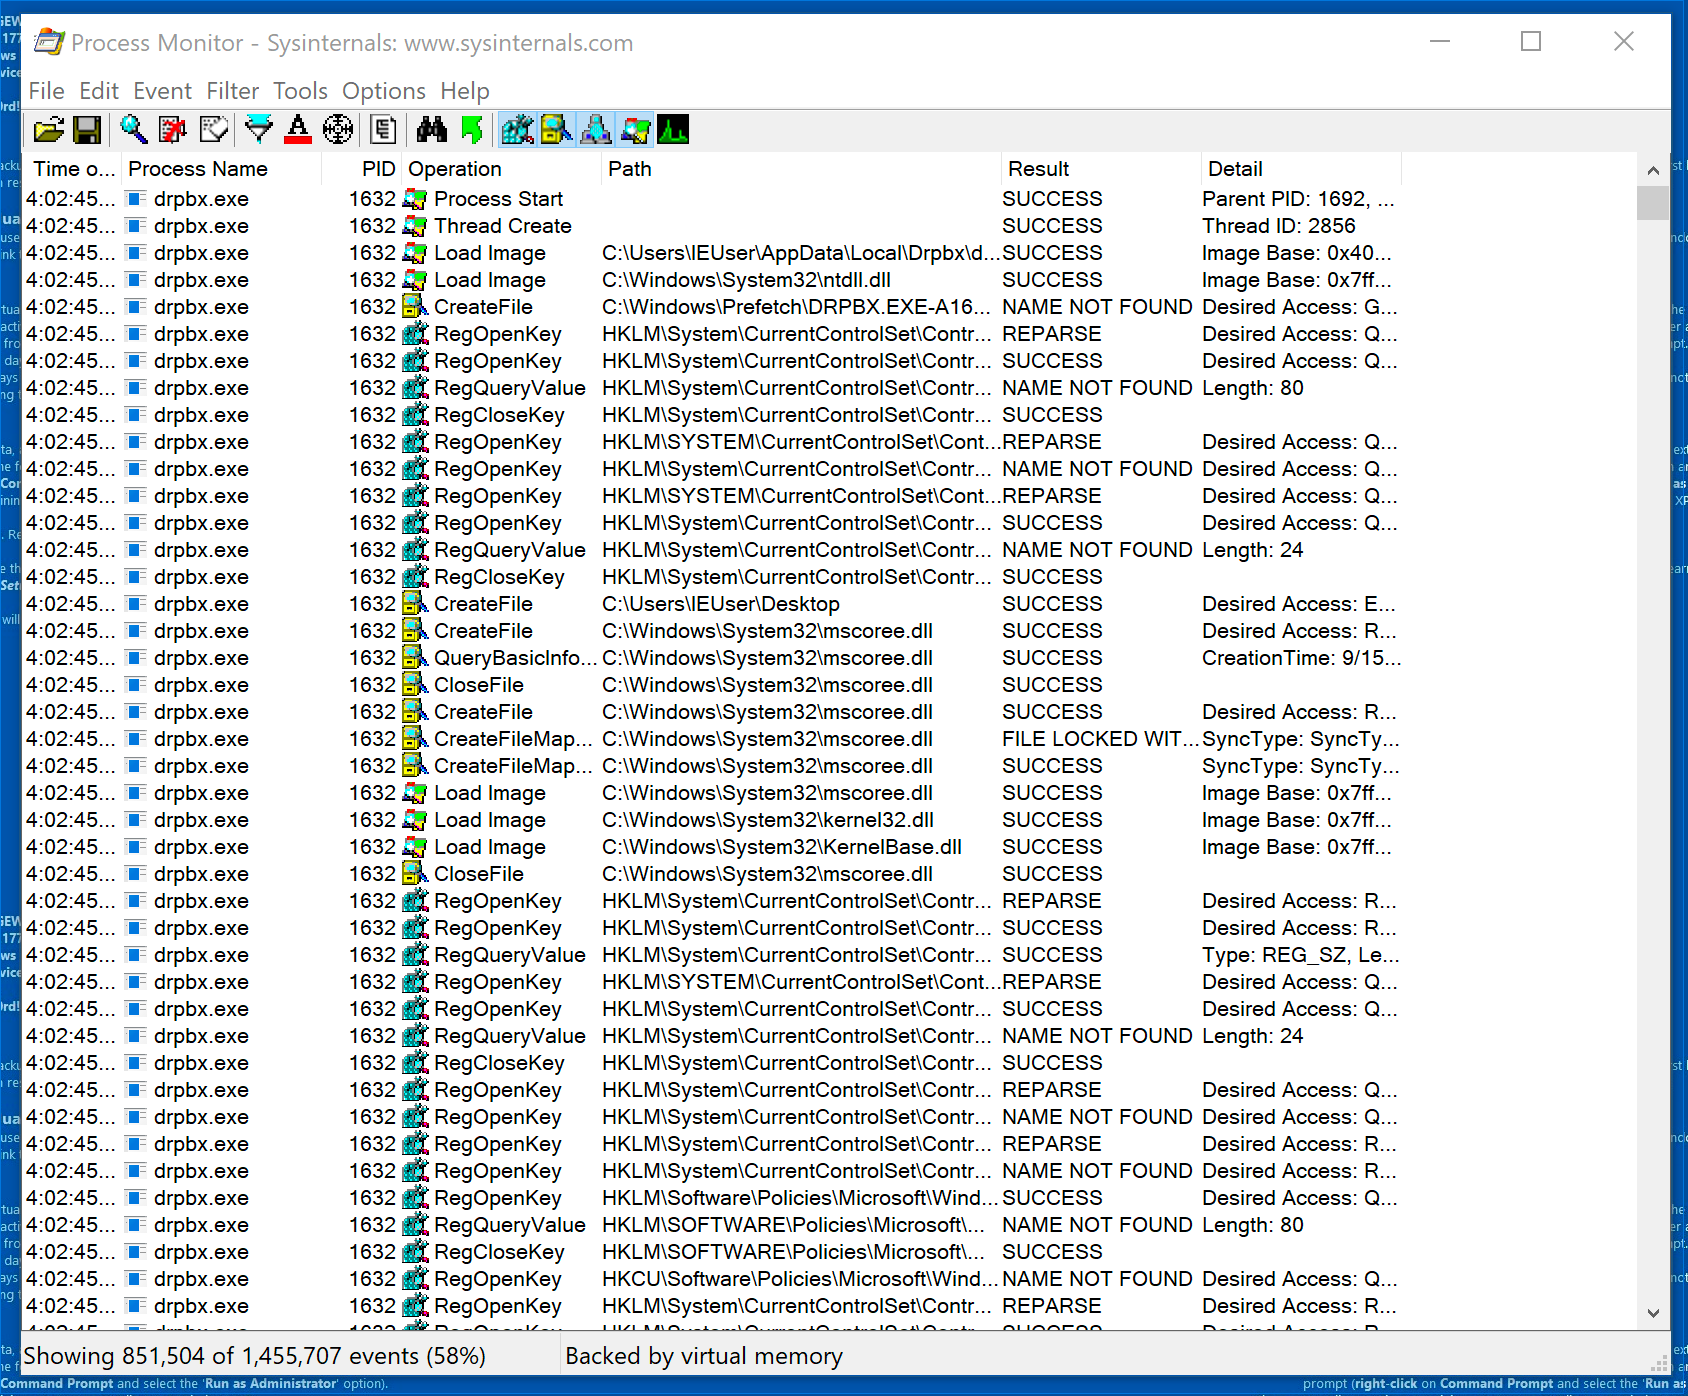 Process Monitor - Sysinternals: www.sysinternals.com
File Edit Event Filter Tools Options Help
Time o... Process Name PID Operation Path Result Detail
4:02:45... drpbx.exe 1632 Process Start SUCCESS Parent PID: 1692, ...
4:02:45... drpbx.exe 1632 Thread Create SUCCESS Thread ID: 2856
4:02:45... drpbx.exe 1632 Load Image C:\Users\IEUser\AppData\Local\Drpbx\d... SUCCESS Image Base: 0x40...
4:02:45... drpbx.exe 1632 Load Image C:\Windows\System32\ntdll.dll SUCCESS Image Base: 0x7ff...
4:02:45... drpbx.exe 1632 CreateFile C:\Windows\Prefetch\DRPBX.EXE-A16... NAME NOT FOUND Desired Access: G...
4:02:45... drpbx.exe 1632 RegOpenKey HKLM\System\CurrentControlSet\Contr... REPARSE Desired Access: Q...
4:02:45... drpbx.exe 1632 RegOpenKey HKLM\System\CurrentControlSet\Contr... SUCCESS Desired Access: Q...
4:02:45... drpbx.exe 1632 RegQueryValue HKLM\System\CurrentControlSet\Contr... NAME NOT FOUND Length: 80
4:02:45... drpbx.exe 1632 RegCloseKey HKLM\System\CurrentControlSet\Contr... SUCCESS
4:02:45... drpbx.exe 1632 RegOpenKey HKLM\SYSTEM\CurrentControlSet\Cont... REPARSE Desired Access: Q...
4:02:45... drpbx.exe 1632 RegOpenKey HKLM\System\CurrentControlSet\Contr... NAME NOT FOUND Desired Access: Q...
4:02:45... drpbx.exe 1632 RegOpenKey HKLM\SYSTEM\CurrentControlSet\Cont... REPARSE Desired Access: Q...
4:02:45... drpbx.exe 1632 RegOpenKey HKLM\System\CurrentControlSet\Contr... SUCCESS Desired Access: Q...
4:02:45... drpbx.exe 1632 RegQueryValue HKLM\System\CurrentControlSet\Contr... NAME NOT FOUND Length: 24
4:02:45... drpbx.exe 1632 RegCloseKey HKLM\System\CurrentControlSet\Contr... SUCCESS
4:02:45... drpbx.exe 1632 CreateFile C:\Users\IEUser\Desktop SUCCESS Desired Access: E...
4:02:45... drpbx.exe 1632 CreateFile C:\Windows\System32\mscoree.dll SUCCESS Desired Access: R...
4:02:45... drpbx.exe 1632 QueryBasicInfo... C:\Windows\System32\mscoree.dll SUCCESS CreationTime: 9/15...
4:02:45... drpbx.exe 1632 CloseFile C:\Windows\System32\mscoree.dll SUCCESS
4:02:45... drpbx.exe 1632 CreateFile C:\Windows\System32\mscoree.dll SUCCESS Desired Access: R...
4:02:45... drpbx.exe 1632 CreateFileMap... C:\Windows\System32\mscoree.dll FILE LOCKED WIT... SyncType: SyncTy...
4:02:45... drpbx.exe 1632 CreateFileMap... C:\Windows\System32\mscoree.dll SUCCESS SyncType: SyncTy...
4:02:45... drpbx.exe 1632 Load Image C:\Windows\System32\mscoree.dll SUCCESS Image Base: 0x7ff...
4:02:45... drpbx.exe 1632 Load Image C:\Windows\System32\kernel32.dll SUCCESS Image Base: 0x7ff...
4:02:45... drpbx.exe 1632 Load Image C:\Windows\System32\KernelBase.dll SUCCESS Image Base: 0x7ff...
4:02:45... drpbx.exe 1632 CloseFile C:\Windows\System32\mscoree.dll SUCCESS
4:02:45... drpbx.exe 1632 RegOpenKey HKLM\System\CurrentControlSet\Contr... REPARSE Desired Access: R...
4:02:45... drpbx.exe 1632 RegOpenKey HKLM\System\CurrentControlSet\Contr... SUCCESS Desired Access: R...
4:02:45... drpbx.exe 1632 RegQueryValue HKLM\System\CurrentControlSet\Contr... SUCCESS Type: REG_SZ, Le...
4:02:45... drpbx.exe 1632 RegOpenKey HKLM\SYSTEM\CurrentControlSet\Cont... REPARSE Desired Access: Q...
4:02:45... drpbx.exe 1632 RegOpenKey HKLM\System\CurrentControlSet\Contr... SUCCESS Desired Access: Q...
4:02:45... drpbx.exe 1632 RegQueryValue HKLM\System\CurrentControlSet\Contr... NAME NOT FOUND Length: 24
4:02:45... drpbx.exe 1632 RegCloseKey HKLM\System\CurrentControlSet\Contr... SUCCESS
4:02:45... drpbx.exe 1632 RegOpenKey HKLM\System\CurrentControlSet\Contr... REPARSE Desired Access: Q...
4:02:45... drpbx.exe 1632 RegOpenKey HKLM\System\CurrentControlSet\Contr... NAME NOT FOUND Desired Access: Q...
4:02:45... drpbx.exe 1632 RegOpenKey HKLM\System\CurrentControlSet\Contr... REPARSE Desired Access: R...
4:02:45... drpbx.exe 1632 RegOpenKey HKLM\System\CurrentControlSet\Contr... NAME NOT FOUND Desired Access: R...
4:02:45... drpbx.exe 1632 RegOpenKey HKLM\Software\Policies\Microsoft\Wind... SUCCESS Desired Access: Q...
4:02:45... drpbx.exe 1632 RegQueryValue HKLM\SOFTWARE\Policies\Microsoft\... NAME NOT FOUND Length: 80
4:02:45... drpbx.exe 1632 RegCloseKey HKLM\SOFTWARE\Policies\Microsoft\... SUCCESS
4:02:45... drpbx.exe 1632 RegOpenKey HKCU\Software\Policies\Microsoft\Wind... NAME NOT FOUND Desired Access: Q...
4:02:45... drpbx.exe 1632 RegOpenKey HKLM\System\CurrentControlSet\Contr... REPARSE Desired Access: R...
Showing 851,504 of 1,455,707 events (58%) Backed by virtual memory
Command Prompt and select the 'Run as Administrator' option). prompt (right-click on Command Prompt and select the 'Run as